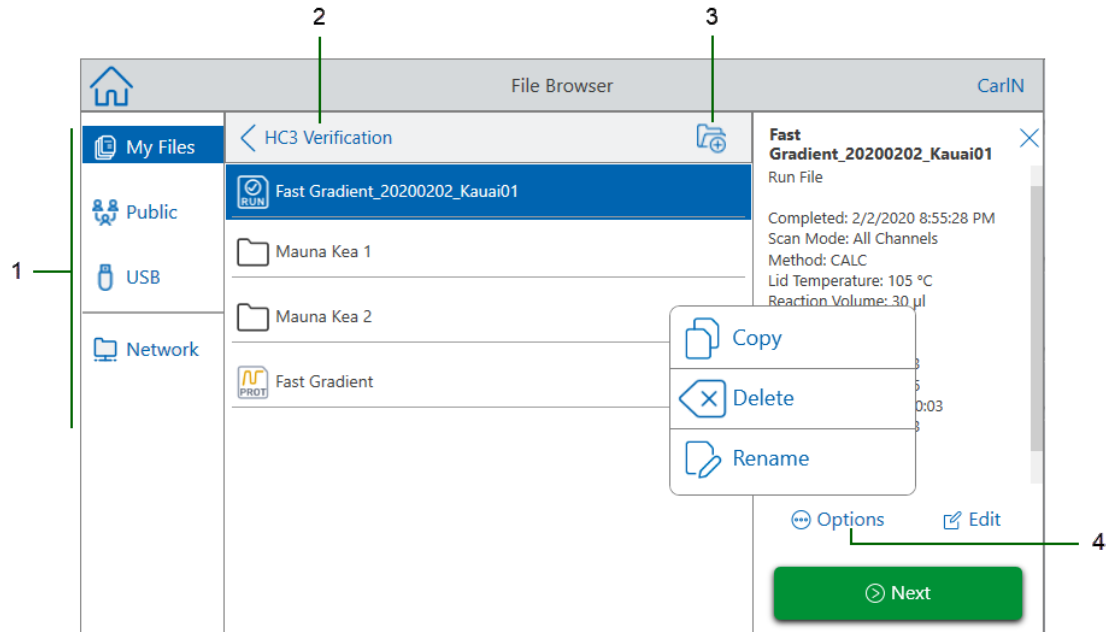 2
3
File Browser
CarlN
1
My Files
Public
USB
Network
HC3 Verification
RUN
Fast Gradient_20200202_Kauai01
Mauna Kea 1
Mauna Kea 2
PROT
Fast Gradient
Fast
Gradient_20200202_Kauai01
Run File
Completed: 2/2/2020 8:55:28 PM
Scan Mode: All Channels
Method: CALC
Lid Temperature: 105 °C
Reaction Volume: 30 µl
0:03
Copy
Delete
Rename
Options
Edit
4
Next